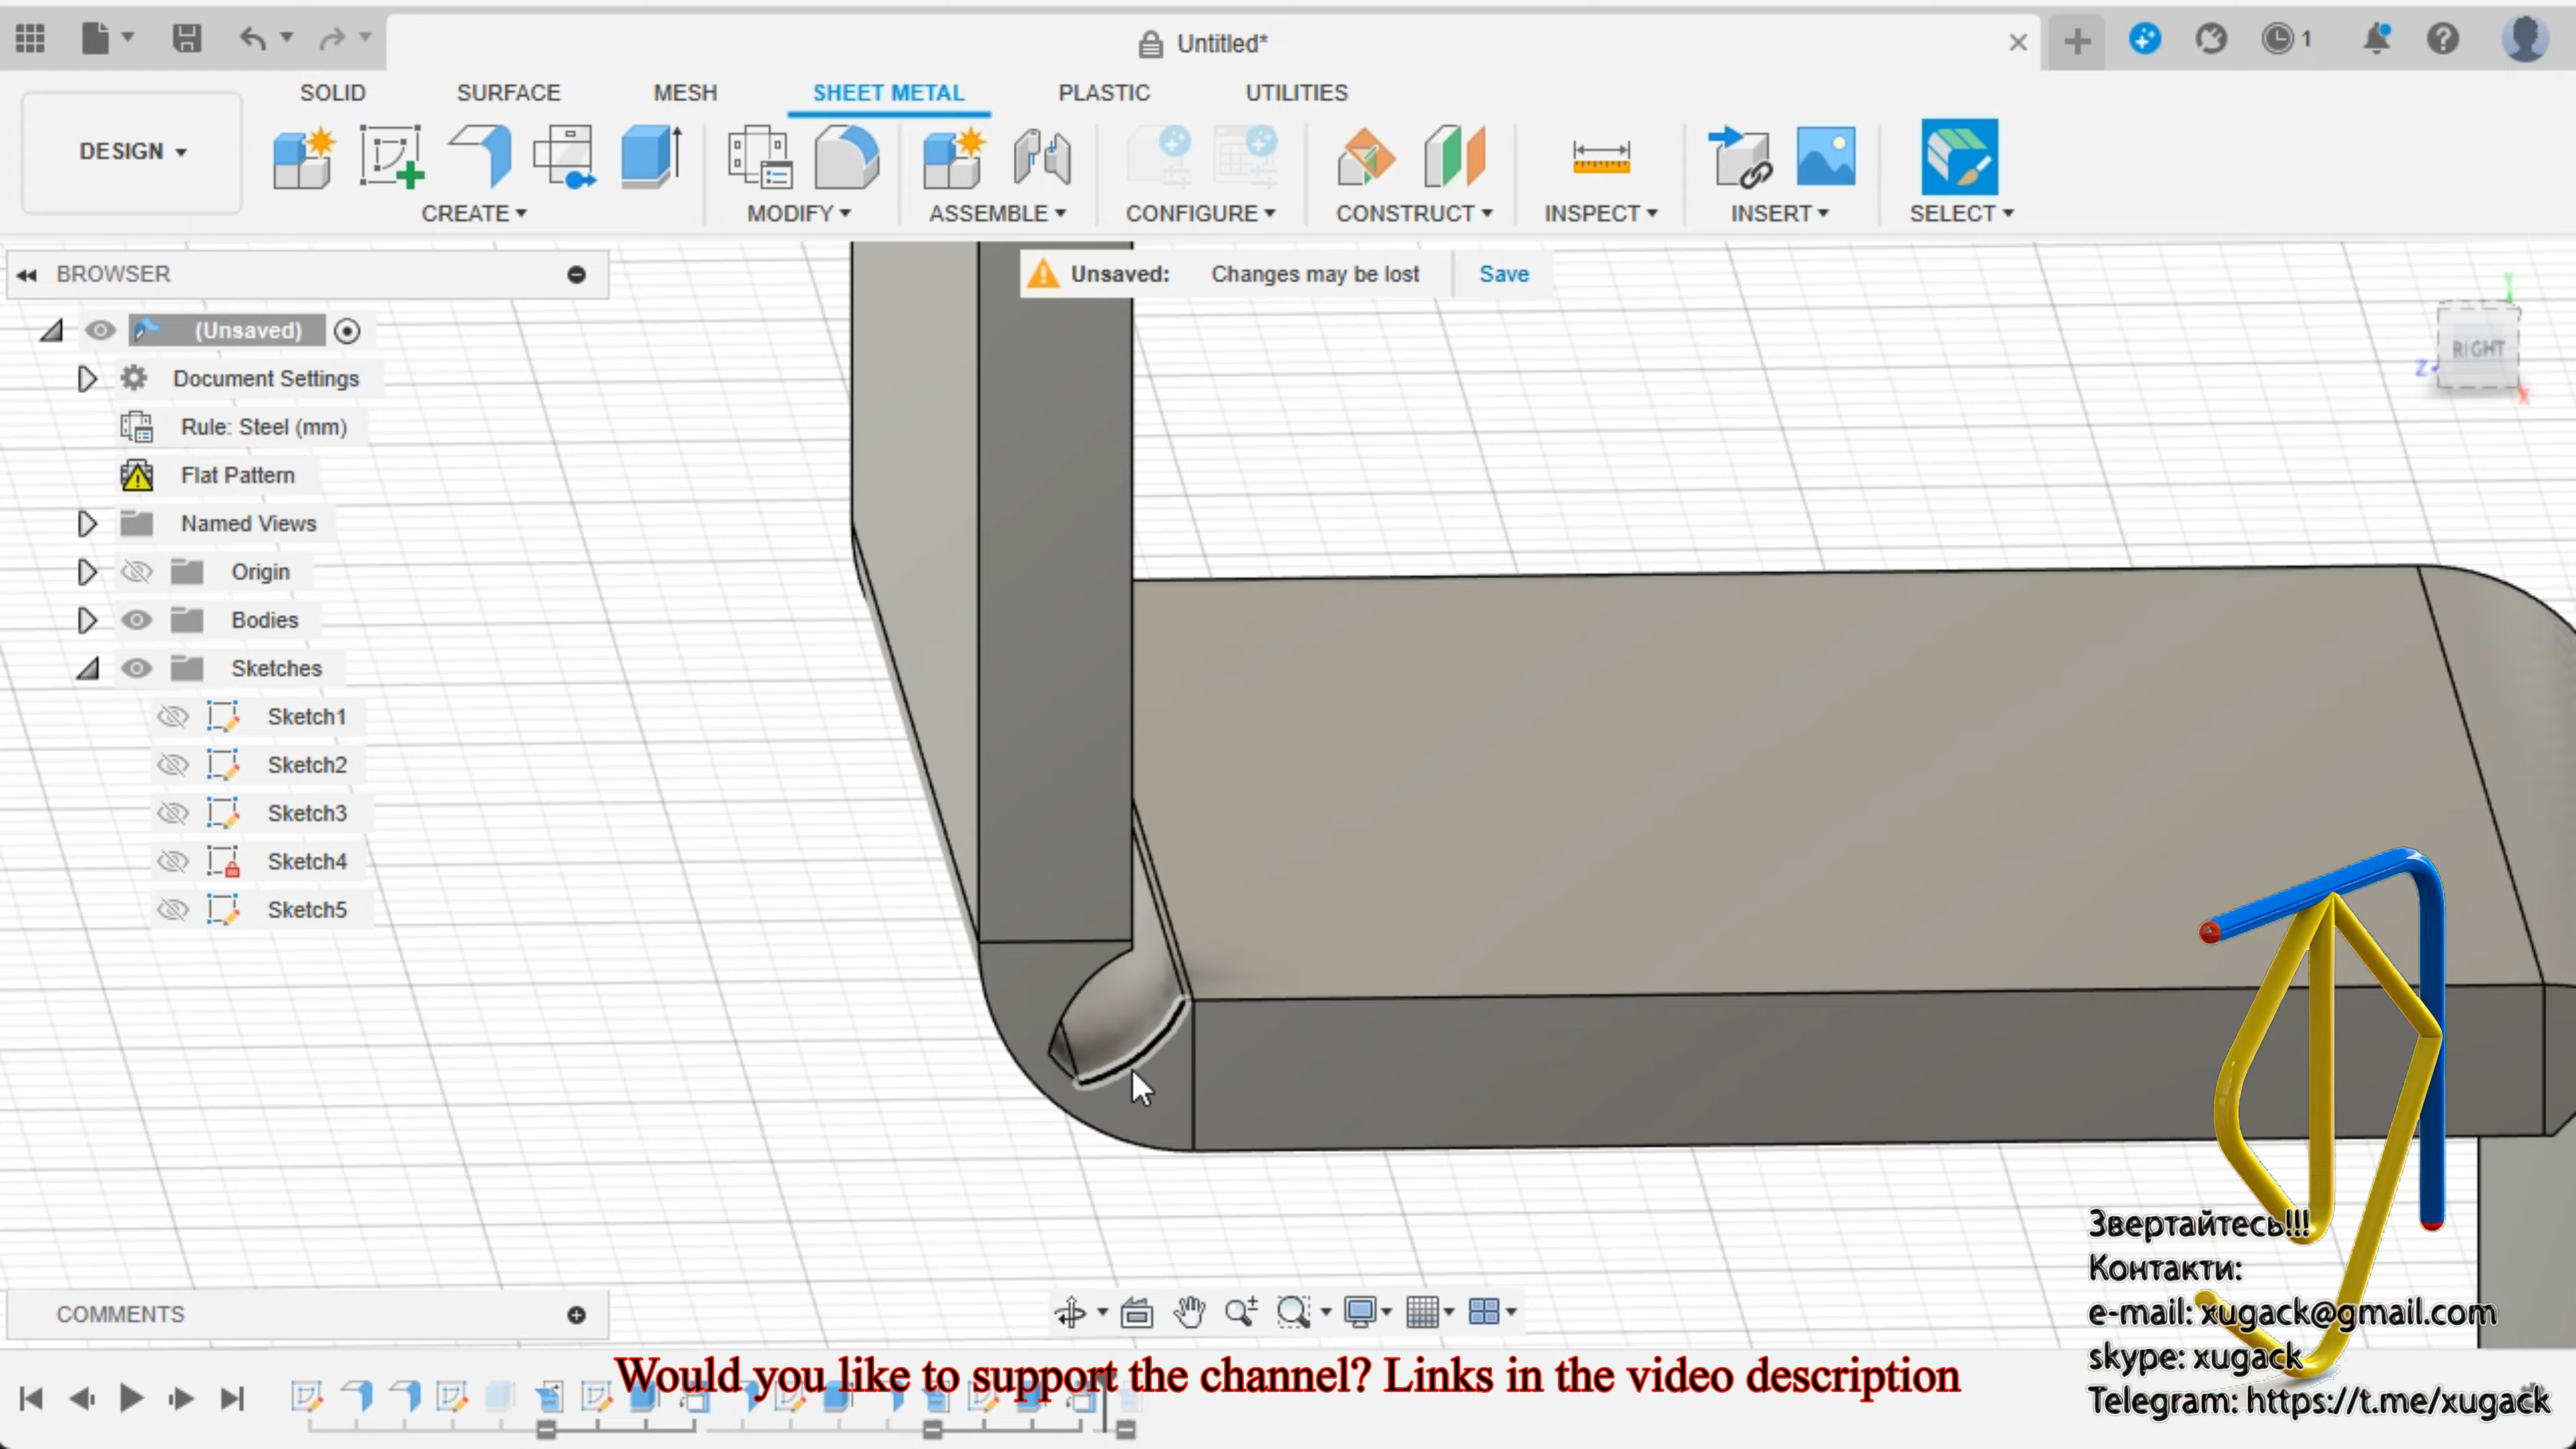 Untitled*
1
SOLID SURFACE MESH SHEET METAL PLASTIC UTILITIES
DESIGN
CREATE MODIFY ASSEMBLE CONFIGURE CONSTRUCT INSPECT INSERT SELECT
BROWSER
Unsaved: Changes may be lost Save
(Unsaved)
Document Settings
Rule: Steel (mm)
Flat Pattern
Named Views
Origin
Bodies
Sketches
Sketch1
Sketch2
Sketch3
Sketch4
Sketch5
Y
RIGHT
Z
X
Звертайтесь!!!
Контакти:
e-mail: xugack@gmail.com
skype: xugack
Telegram: https://t.me/xugack
COMMENTS
Would you like to support the channel? Links in the video description